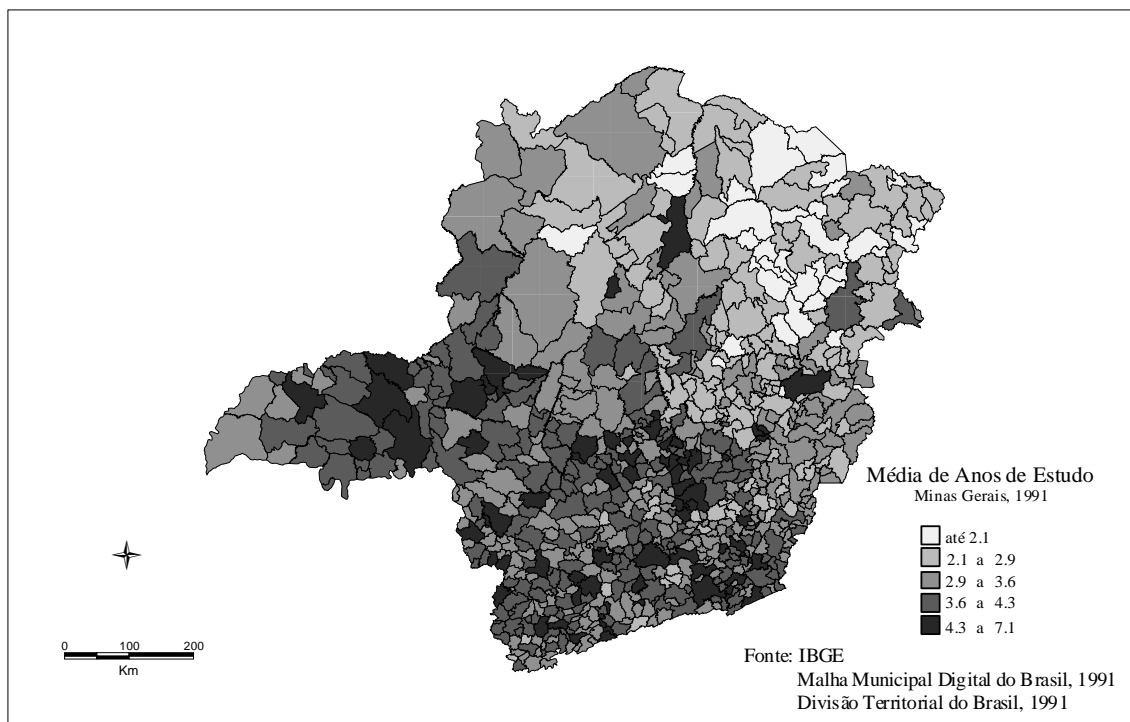 Média de Anos de Estudo
Minas Gerais, 1991
até 2.1
2.1 a 2.9
2.9 a 3.6
3.6 a 4.3
4.3 a 7.1
0 100 200
Km
Fonte: IBGE
Malha Municipal Digital do Brasil, 1991
Divisão Territorial do Brasil, 1991